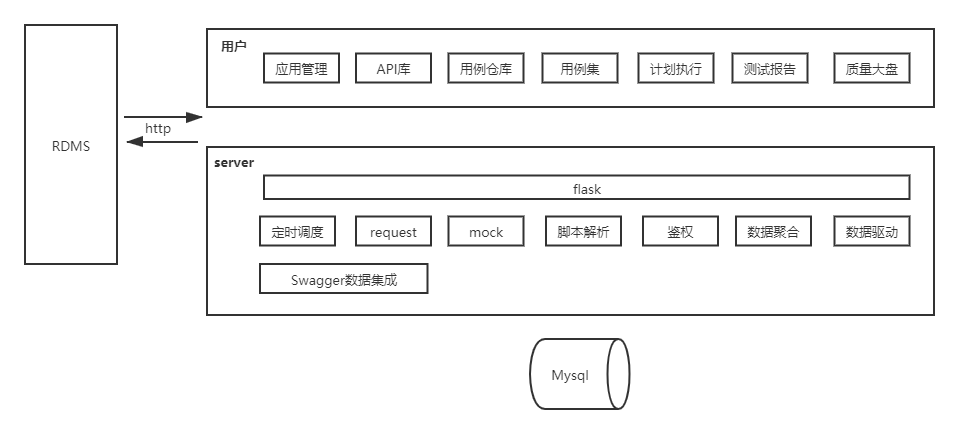 RDMS
http
用户
应用管理
API库
用例仓库
用例集
计划执行
测试报告
质量大盘
server
flask
定时调度
request
mock
脚本解析
鉴权
数据聚合
数据驱动
Swagger数据集成
Mysql